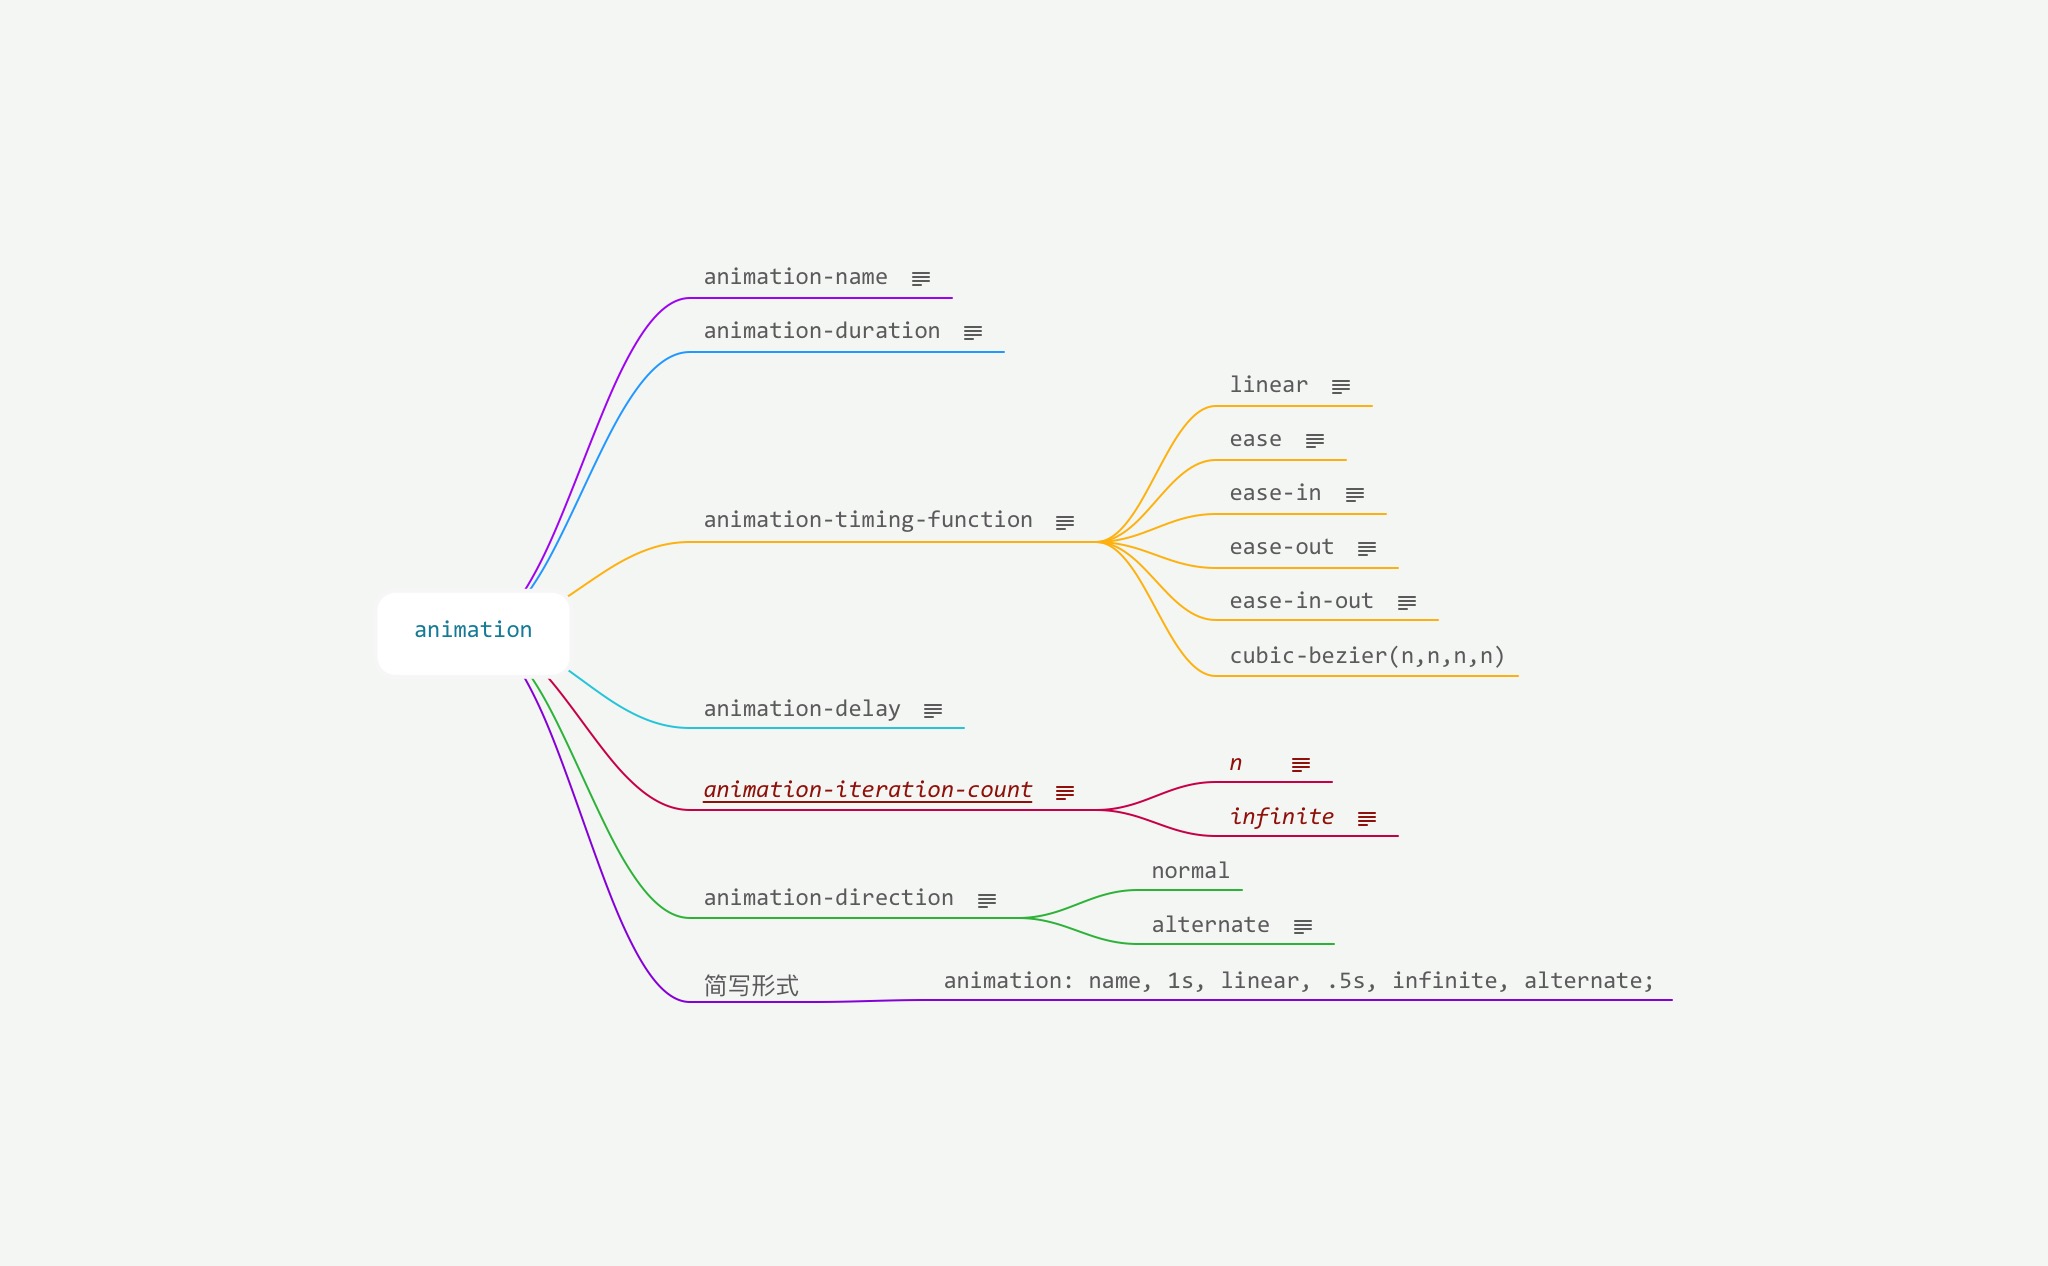 animation
animation-name
animation-duration
animation-timing-function
linear
ease
ease-in
ease-out
ease-in-out
cubic-bezier(n,n,n,n)
animation-delay
animation-iteration-count
n
infinite
animation-direction
normal
alternate
简写形式
animation: name, 1s, linear, .5s, infinite, alternate;